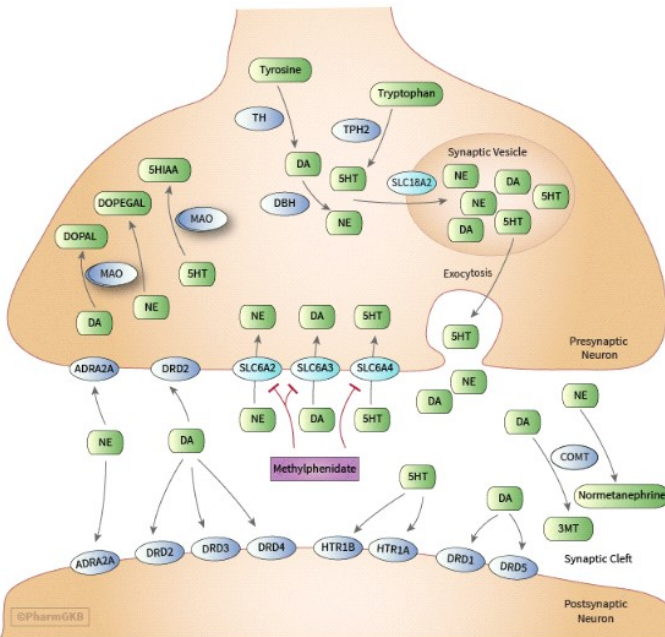 Tyrosine
Tryptophan
TH
TPH2
Synaptic Vesicle
5HIAA
DA
5HT
SLC18A2
NE
DA
5HT
NE
DOPEGAL
MAO
DBH
NE
DA
5HT
DOPAL
MAO
5HT
Exocytosis
DA
NE
NE
DA
5HT
5HT
Presynaptic
Neuron
ADRA2A
DRD2
SLC6A2
SLC6A3
SLC6A4
NE
DA
NE
DA
5HT
NE
DA
NE
DA
COMT
Methylphenidate
5HT
DA
Normetanephrine
3MT
ADRA2A
DRD2
DRD3
DRD4
HTR1B
HTR1A
DRD1
DRD5
Synaptic Cleft
©PharmGKB
Postsynaptic
Neuron